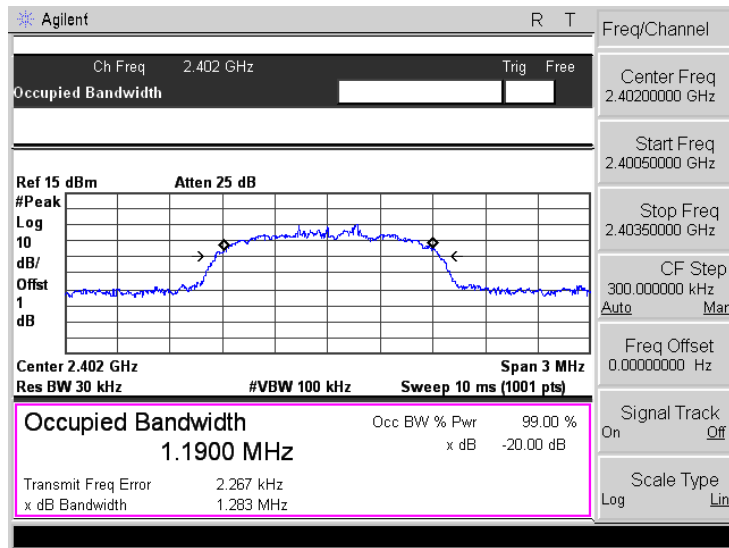 Agilent R T
Ch Freq 2.402 GHz Trig Free
Occupied Bandwidth
Ref 15 dBm Atten 25 dB
#Peak
Log
10
dB/
Offst
1
dB
Center 2.402 GHz Span 3 MHz
Res BW 30 kHz #VBW 100 kHz Sweep 10 ms (1001 pts)
Occupied Bandwidth Occ BW % Pwr 99.00 %
1.1900 MHz x dB -20.00 dB
Transmit Freq Error 2.267 kHz
x dB Bandwidth 1.283 MHz
Freq/Channel
Center Freq
2.40200000 GHz
Start Freq
2.40050000 GHz
Stop Freq
2.40350000 GHz
CF Step
300.000000 kHz
Auto Man
Freq Offset
0.00000000 Hz
Signal Track
On Off
Scale Type
Log Lin